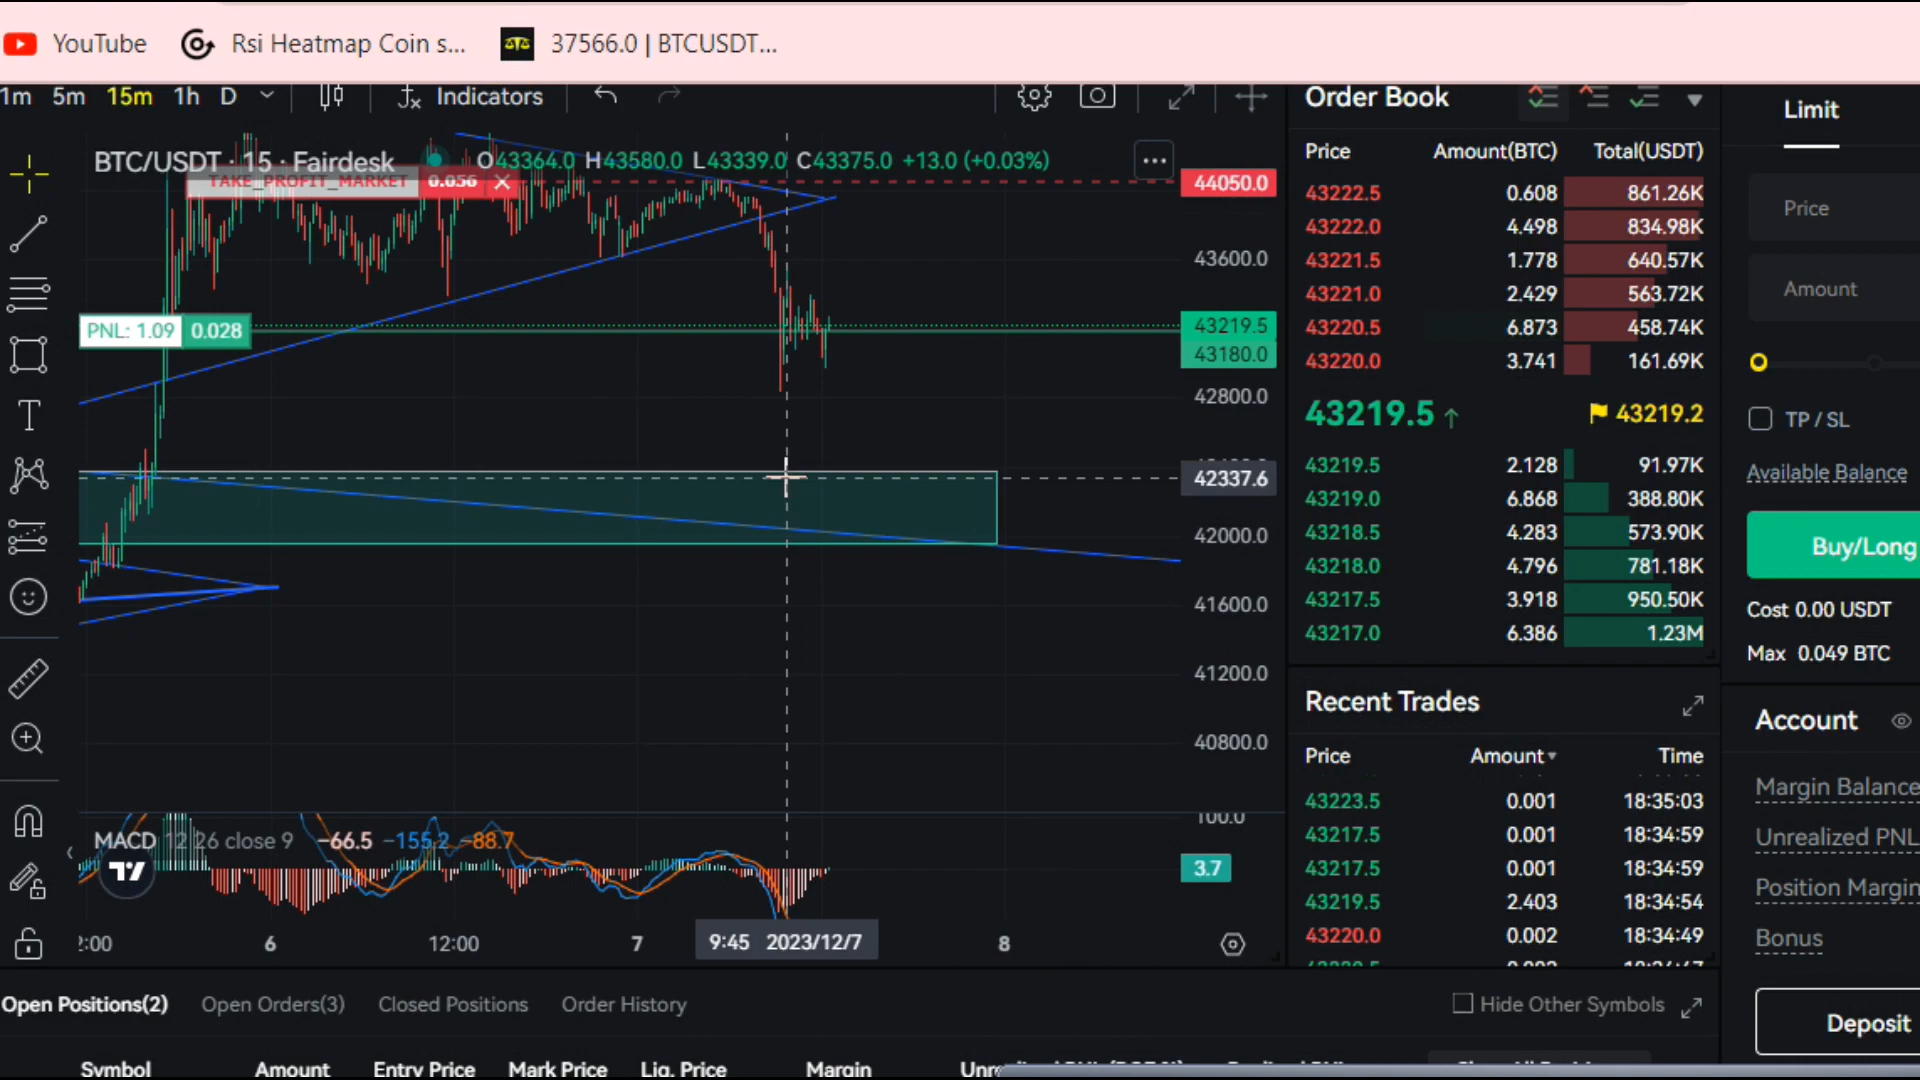 YouTube Rsi Heatmap Coin s... 37566.0 | BTCUSDT...
1m 5m 15m 1h D Indicators
BTC/USDT · 15 · Fairdesk O43364.0 H43580.0 L43339.0 C43375.0 +13.0 (+0.03%)
TAKE_PROFIT_MARKET 0.056
44050.0
43600.0
PNL: 1.09 0.028
43219.5
43180.0
42800.0
42337.6
42000.0
41600.0
41200.0
40800.0
MACD 12 26 close 9 −66.5 −155.2 −88.7
100.0
3.7
6 12:00 7 9:45 2023/12/7 8
Order Book
Price Amount(BTC) Total(USDT)
43222.5 0.608 861.26K
43222.0 4.498 834.98K
43221.5 1.778 640.57K
43221.0 2.429 563.72K
43220.5 6.873 458.74K
43220.0 3.741 161.69K
43219.5 43219.2
43219.5 2.128 91.97K
43219.0 6.868 388.80K
43218.5 4.283 573.90K
43218.0 4.796 781.18K
43217.5 3.918 950.50K
43217.0 6.386 1.23M
Recent Trades
Price Amount Time
43223.5 0.001 18:35:03
43217.5 0.001 18:34:59
43217.5 0.001 18:34:59
43219.5 2.403 18:34:54
43220.0 0.002 18:34:49
Limit
Price
Amount
TP / SL
Available Balance
Buy/Long
Cost 0.00 USDT
Max 0.049 BTC
Account
Margin Balance
Unrealized PNL
Position Margin
Bonus
Deposit
Open Positions(2) Open Orders(3) Closed Positions Order History Hide Other Symbols
Symbol Amount Entry Price Mark Price Liq. Price Margin